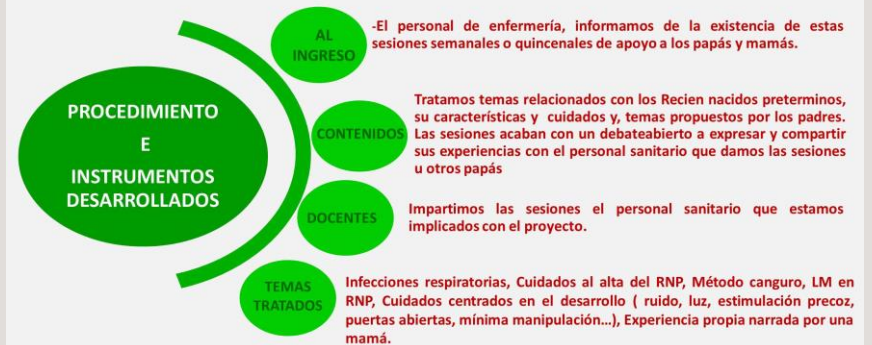 PROCEDIMIENTO
E
INSTRUMENTOS
DESARROLLADOS
AL
INGRESO
-El personal de enfermería, informamos de la existencia de estas
sesiones semanales o quincenales de apoyo a los papás y mamás.
CONTENIDOS
Tratamos temas relacionados con los Recien nacidos preterminos,
su características y cuidados y, temas propuestos por los padres.
Las sesiones acaban con un debateabierto a expresar y compartir
sus experiencias con el personal sanitario que damos las sesiones
u otros papás
DOCENTES
Impartimos las sesiones el personal sanitario que estamos
implicados con el proyecto.
TEMAS
TRATADOS
Infecciones respiratorias, Cuidados al alta del RNP, Método canguro, LM en
RNP, Cuidados centrados en el desarrollo ( ruido, luz, estimulación precoz,
puertas abiertas, mínima manipulación...), Experiencia propia narrada por una
mamá.